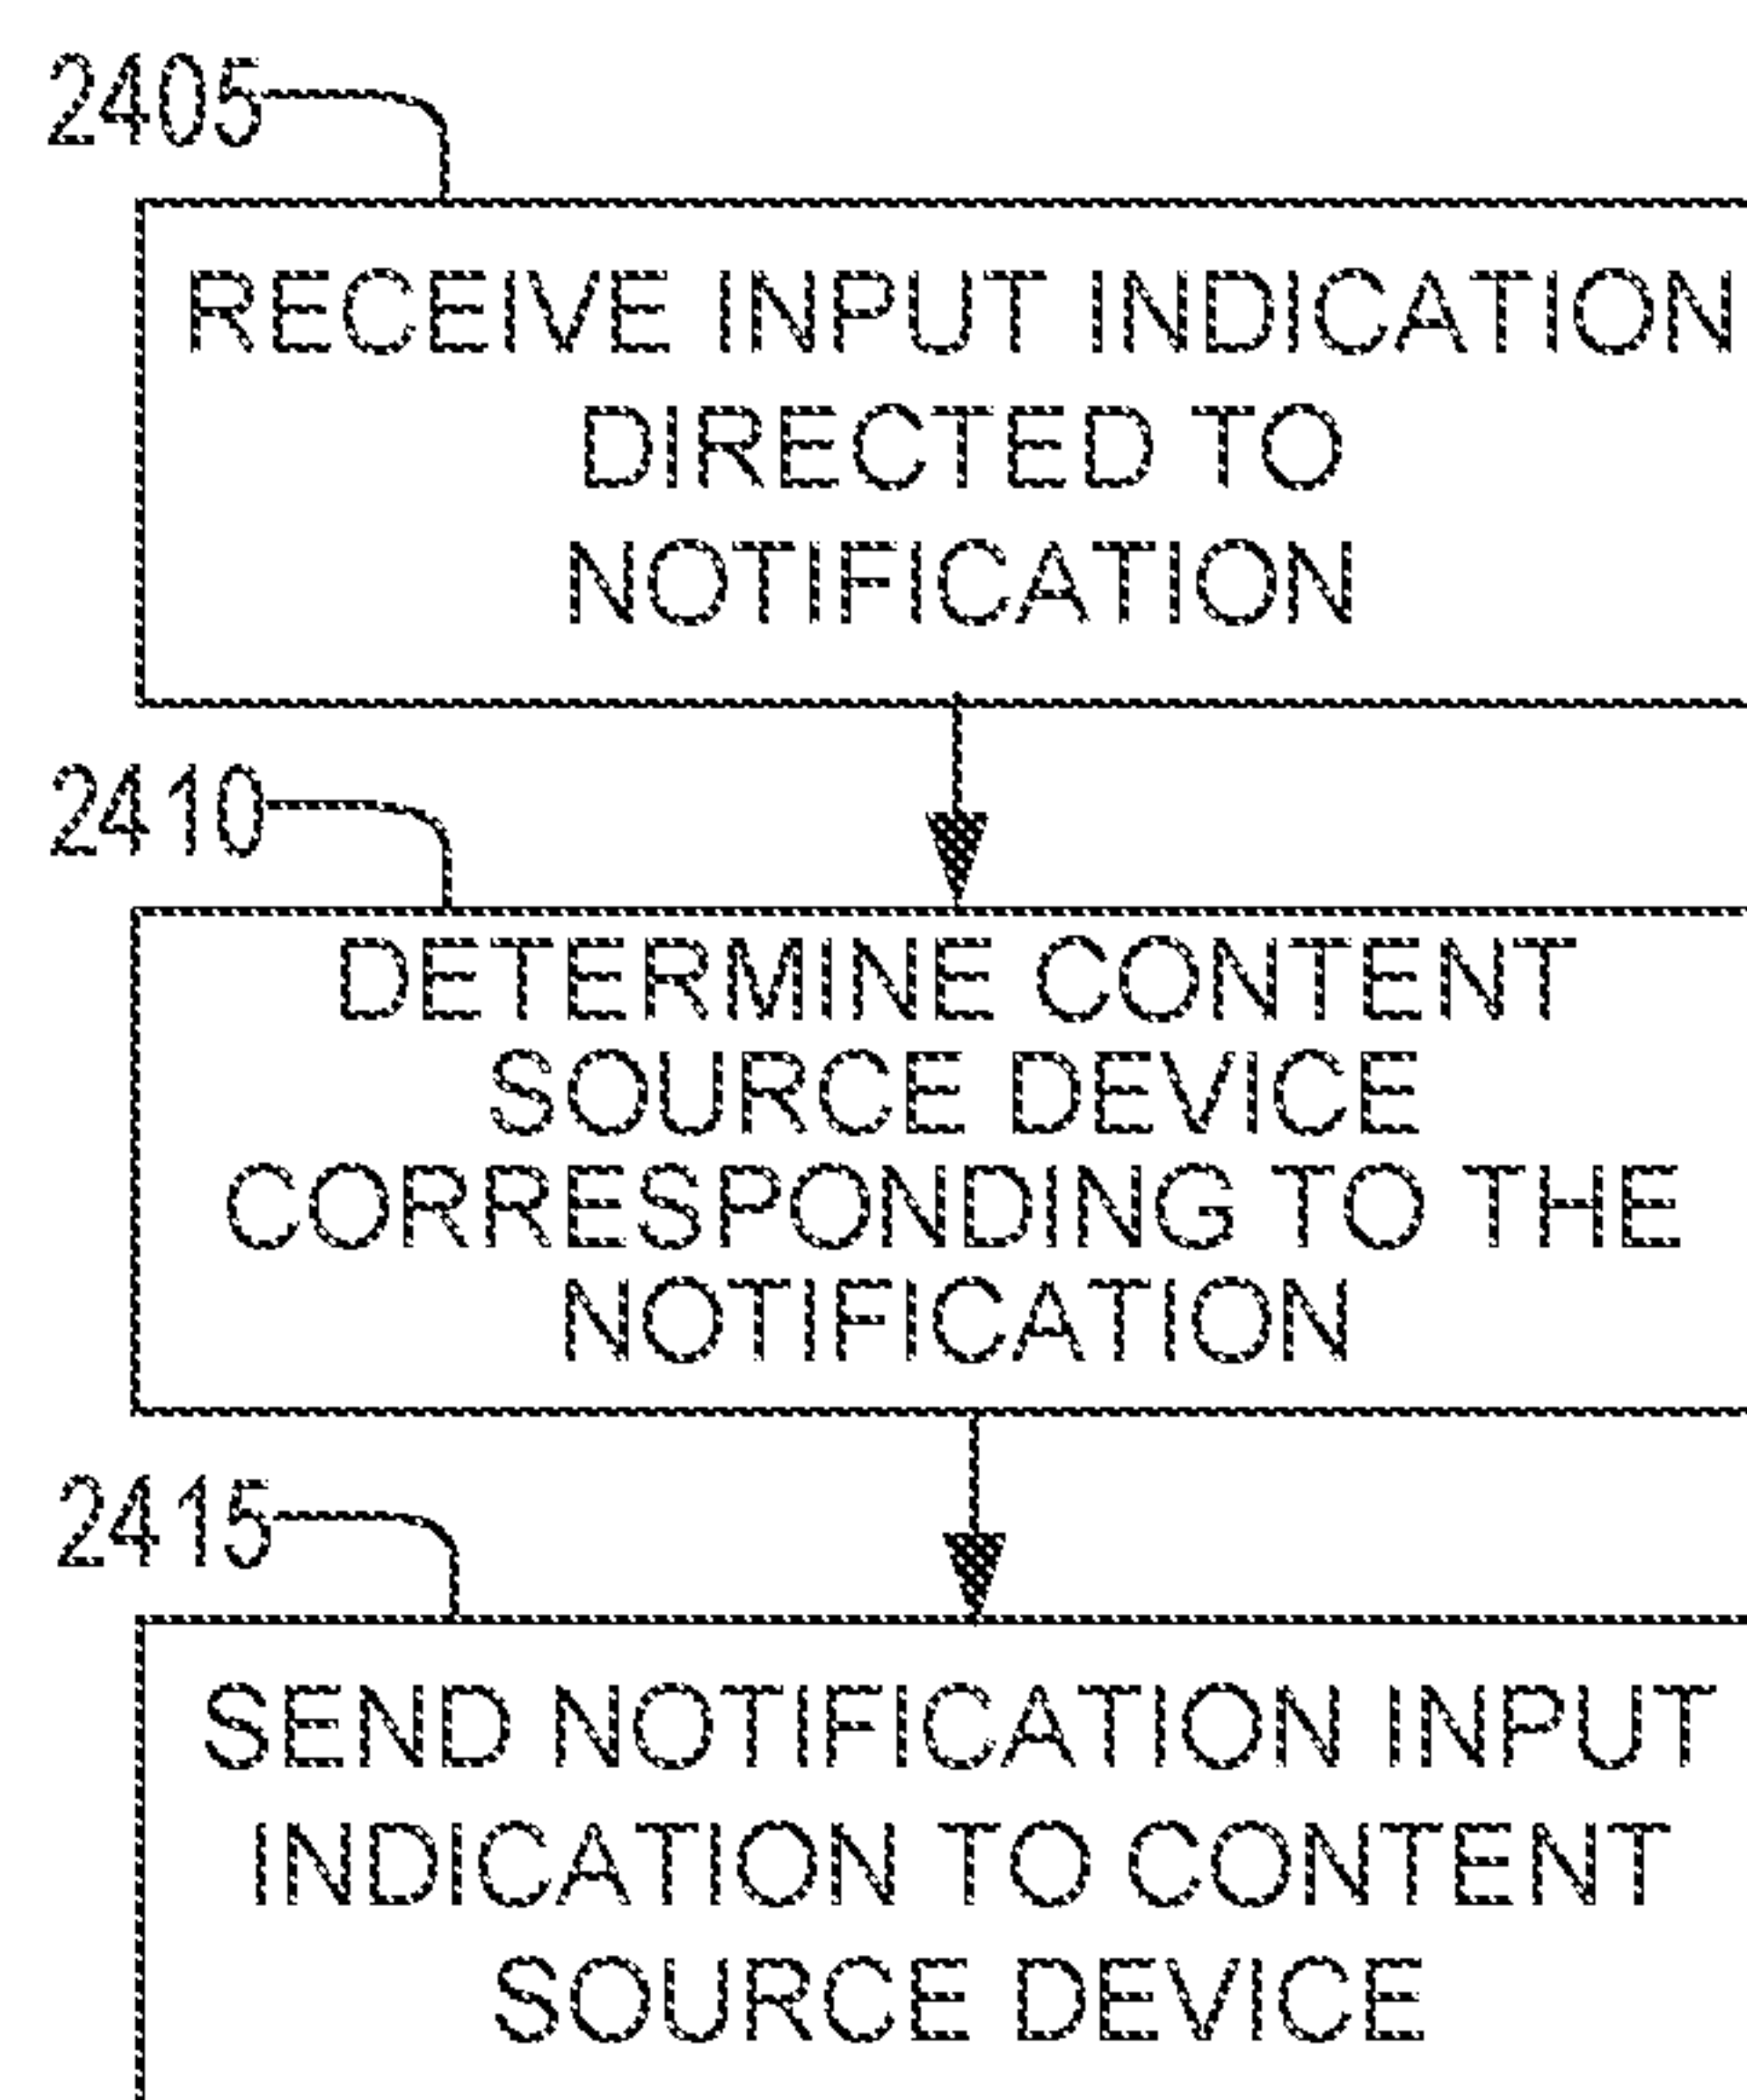 2405
RECEIVE INPUT INDICATION
DIRECTED TO
NOTIFICATION
2410
DETERMINE CONTENT
SOURCE DEVICE
CORRESPONDING TO THE
NOTIFICATION
2415
SEND NOTIFICATION INPUT
INDICATION TO CONTENT
SOURCE DEVICE